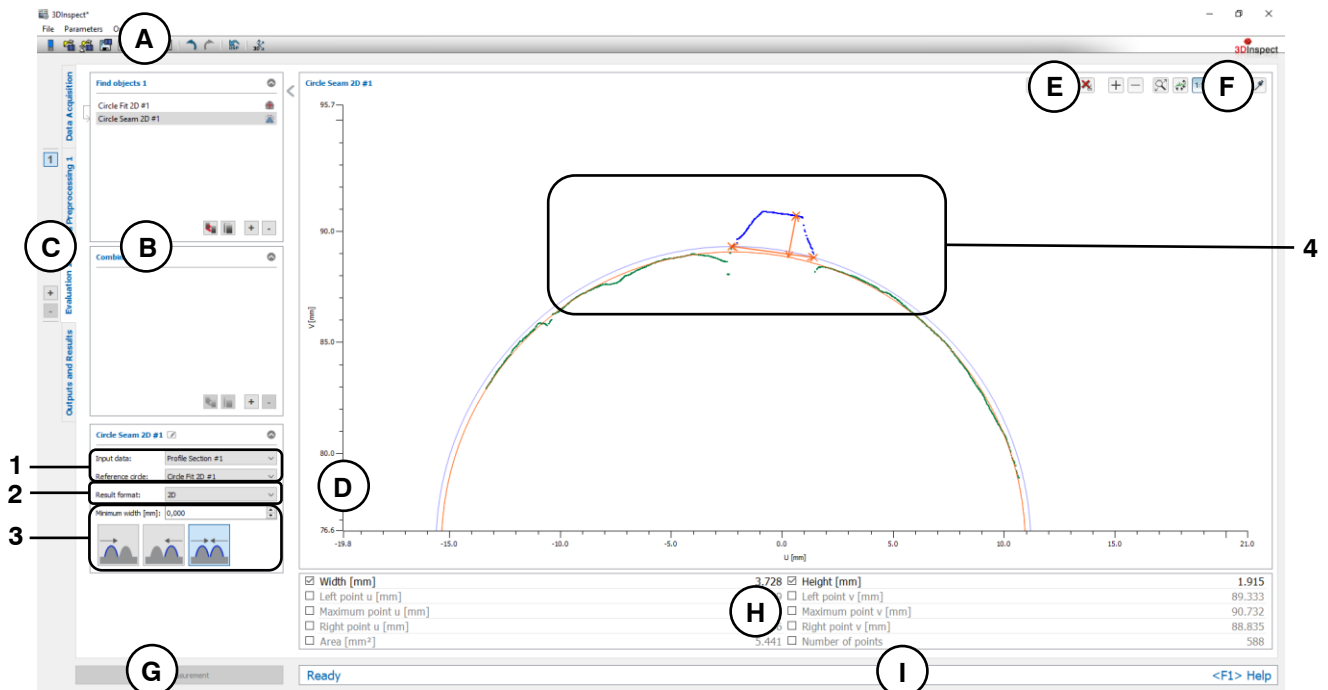 3DInspect*
File Parameters
A
3DInspect
Data Acquisition
Preprocessing 1
Evaluation
Outputs and Results
1
+
-
C
Find objects 1
Circle Fit 2D #1
Circle Seam 2D #1
+ -
B
+ -
Circle Seam 2D #1
1
Input data: Profile Section #1
Reference circle: Circle Fit 2D #1
2
Result format: 2D
3
Minimum width [mm]: 0,000
Circle Seam 2D #1
E
F
95.7
90.0
85.0
80.0
76.6
V [mm]
4
D
-19.8 -15.0 -10.0 -5.0 0.0 5.0 10.0 15.0 21.0
U [mm]
Width [mm] 3.728 Height [mm] 1.915
Left point u [mm] Left point v [mm] 89.333
Maximum point u [mm] Maximum point v [mm] 90.732
Right point u [mm] Right point v [mm] 88.835
Area [mm²] 5.441 Number of points 588
H
G
Ready
I
<F1> Help